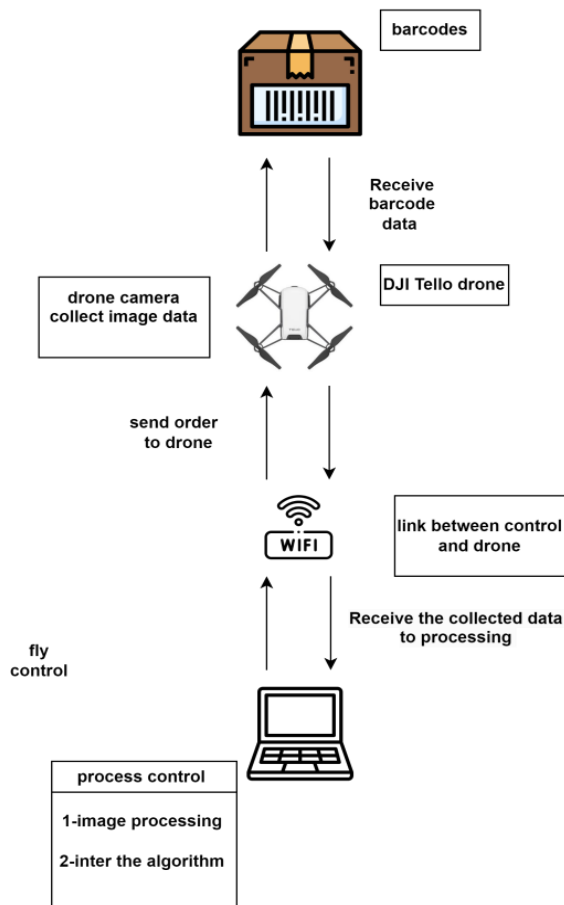 barcodes
Receive
barcode
data
drone camera
collect image data
DJI Tello drone
send order
to drone
WIFI
link between control
and drone
Receive the collected data
to processing
fly
control
process control
1-image processing
2-inter the algorithm